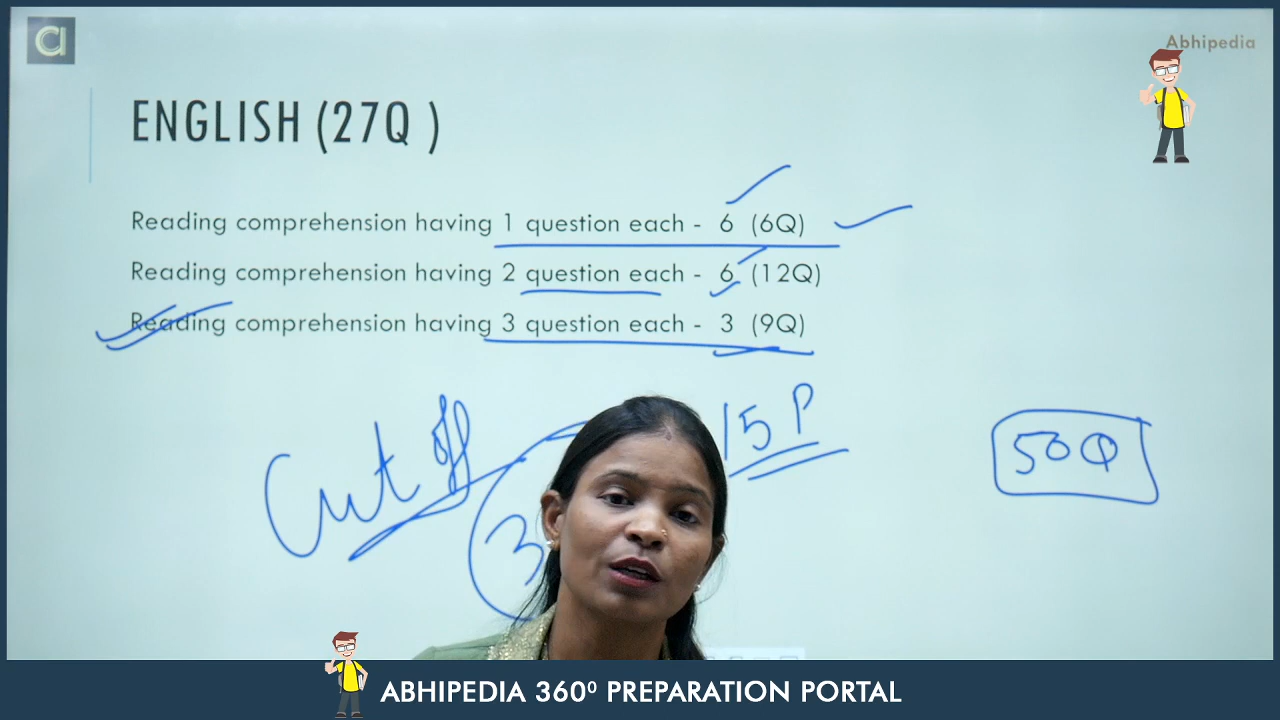 a
Abhipedia
ENGLISH (27Q )
Reading comprehension having 1 question each - 6 (6Q)
Reading comprehension having 2 question each - 6 (12Q)
Reading comprehension having 3 question each - 3 (9Q)
Cut off
15 P
50Q
3
ABHIPEDIA 360⁰ PREPARATION PORTAL